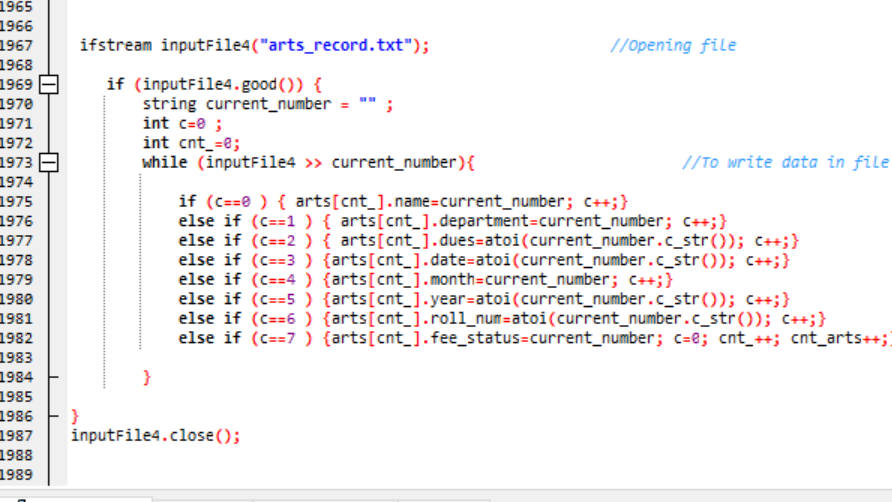 1965
1966
1967 ifstream inputFile4("arts_record.txt"); //Opening file
1968
1969 if (inputFile4.good()) {
1970 string current_number = "" ;
1971 int c=0 ;
1972 int cnt_=0;
1973 while (inputFile4 >> current_number){ //To write data in file
1974
1975 if (c==0 ) { arts[cnt_].name=current_number; c++;}
1976 else if (c==1 ) { arts[cnt_].department=current_number; c++;}
1977 else if (c==2 ) { arts[cnt_].dues=atoi(current_number.c_str()); c++;}
1978 else if (c==3 ) {arts[cnt_].date=atoi(current_number.c_str()); c++;}
1979 else if (c==4 ) {arts[cnt_].month=current_number; c++;}
1980 else if (c==5 ) {arts[cnt_].year=atoi(current_number.c_str()); c++;}
1981 else if (c==6 ) {arts[cnt_].roll_num=atoi(current_number.c_str()); c++;}
1982 else if (c==7 ) {arts[cnt_].fee_status=current_number; c=0; cnt_++; cnt_arts++;}
1983
1984 }
1985
1986 }
1987 inputFile4.close();
1988
1989